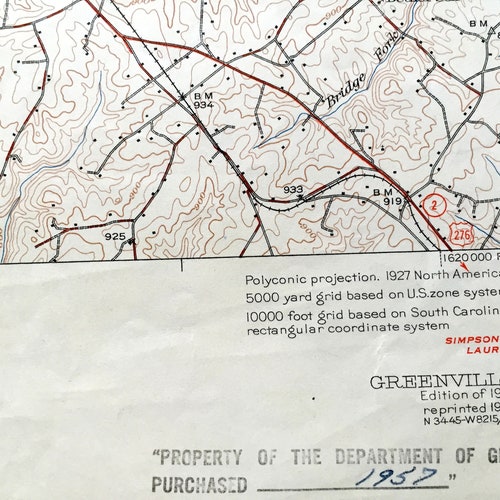 Bridge Fork
BM
934
933
BM
919
2
276
925
1620000 F
Polyconic projection. 1927 North America
5000 yard grid based on U.S. zone syste
10000 foot grid based on South Carolin
rectangular coordinate system
SIMPSON
LAUR
GREENVILL
Edition of 19
reprinted 19
N 3445-W8215/
"PROPERTY OF THE DEPARTMENT OF G
PURCHASED 1957 "